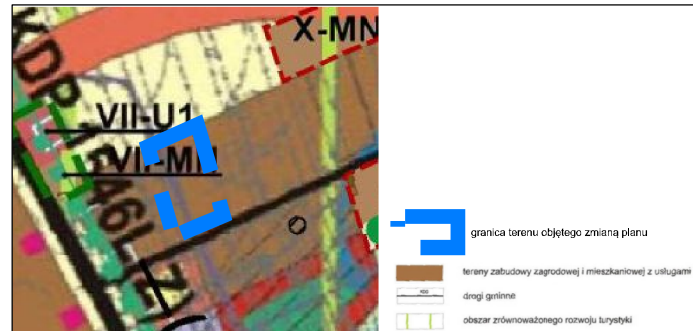 X-MN
KDP
VII-U1
VII-MN
granica terenu objętego zmianą planu
tereny zabudowy zagrodowej i mieszkaniowej z usługami
drogi gminne
obszar zrównoważonego rozwoju turystyki